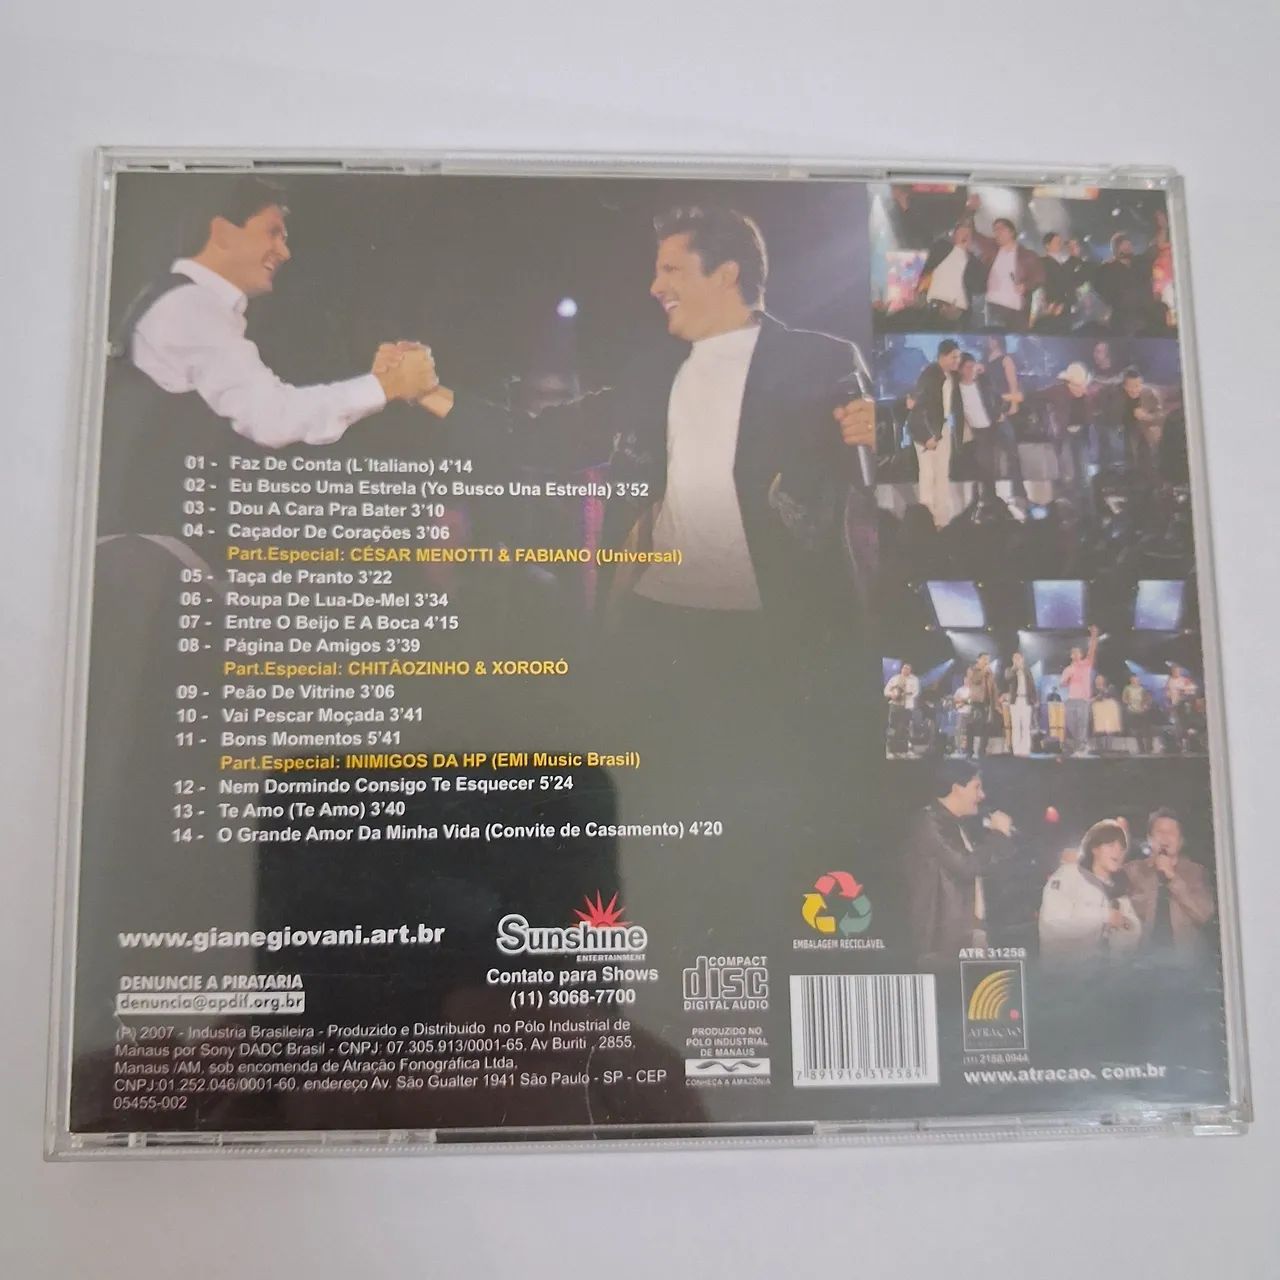 01 - Faz De Conta (L´Italiano) 4'14
02 - Eu Busco Uma Estrela (Yo Busco Una Estrella) 3'52
03 - Dou A Cara Pra Bater 3'10
04 - Caçador De Corações 3'06
Part.Especial: CÉSAR MENOTTI & FABIANO (Universal)
05 - Taça de Pranto 3'22
06 - Roupa De Lua-De-Mel 3'34
07 - Entre O Beijo E A Boca 4'15
08 - Página De Amigos 3'39
Part.Especial: CHITÃOZINHO & XORORÓ
09 - Peão De Vitrine 3'06
10 - Vai Pescar Moçada 3'41
11 - Bons Momentos 5'41
Part.Especial: INIMIGOS DA HP (EMI Music Brasil)
12 - Nem Dormindo Consigo Te Esquecer 5'24
13 - Te Amo (Te Amo) 3'40
14 - O Grande Amor Da Minha Vida (Convite de Casamento) 4'20
www.gianegiovani.art.br
DENUNCIE A PIRATARIA
denuncia@apdif.org.br
Sunshine
ENTERTAINMENT
Contato para Shows
(11) 3068-7700
(P) 2007 - Industria Brasileira - Produzido e Distribuido no Pólo Industrial de
Manaus por Sony DADC Brasil - CNPJ: 07.305.913/0001-65. Av Buriti , 2855,
Manaus /AM, sob encomenda de Atração Fonográfica Ltda.
CNPJ:01 252.046/0001-60, endereço Av. São Gualter 1941 São Paulo - SP - CEP
05455-002
COMPACT
disc
DIGITAL AUDIO
PRODUZIDO NO
POLO INDUSTRIAL
DE MANAUS
CONHEÇA A AMAZÔNIA
EMBALAGEM RECICLÁVEL
7 891916 312584
ATR 31258
ATRAÇÃO
(11) 2188.0944
www.atracao. com.br